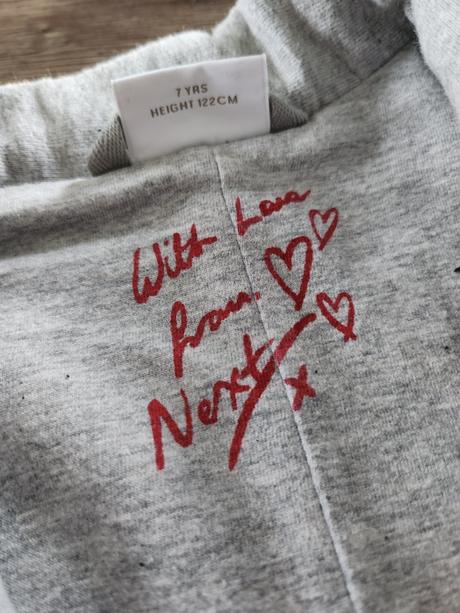 7 YRS
HEIGHT 122CM
With Love
from
Next
x